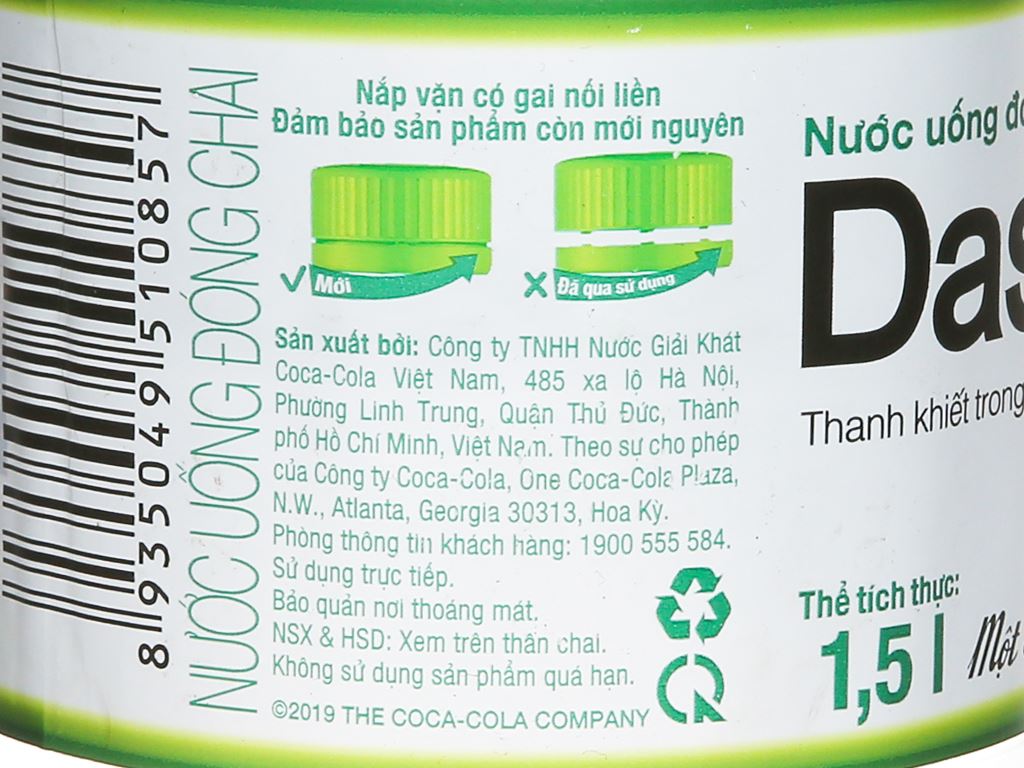 8935049510857
NƯỚC UỐNG ĐÓNG CHAI
Nắp vặn có gai nối liền
Đảm bảo sản phẩm còn mới nguyên
Mới
Đã qua sử dụng
Sản xuất bởi: Công ty TNHH Nước Giải Khát
Coca-Cola Việt Nam, 485 xa lộ Hà Nội,
Phường Linh Trung, Quận Thủ Đức, Thành
phố Hồ Chí Minh, Việt Nam. Theo sự cho phép
của Công ty Coca-Cola, One Coca-Cola Plaza,
N.W., Atlanta, Georgia 30313, Hoa Kỳ.
Phòng thông tin khách hàng: 1900 555 584.
Sử dụng trực tiếp.
Bảo quản nơi thoáng mát.
NSX & HSD: Xem trên thân chai.
Không sử dụng sản phẩm quá hạn.
©2019 THE COCA-COLA COMPANY
Nước uống
Das
Thanh khiết trong
Thể tích thực:
1,5 l
Một